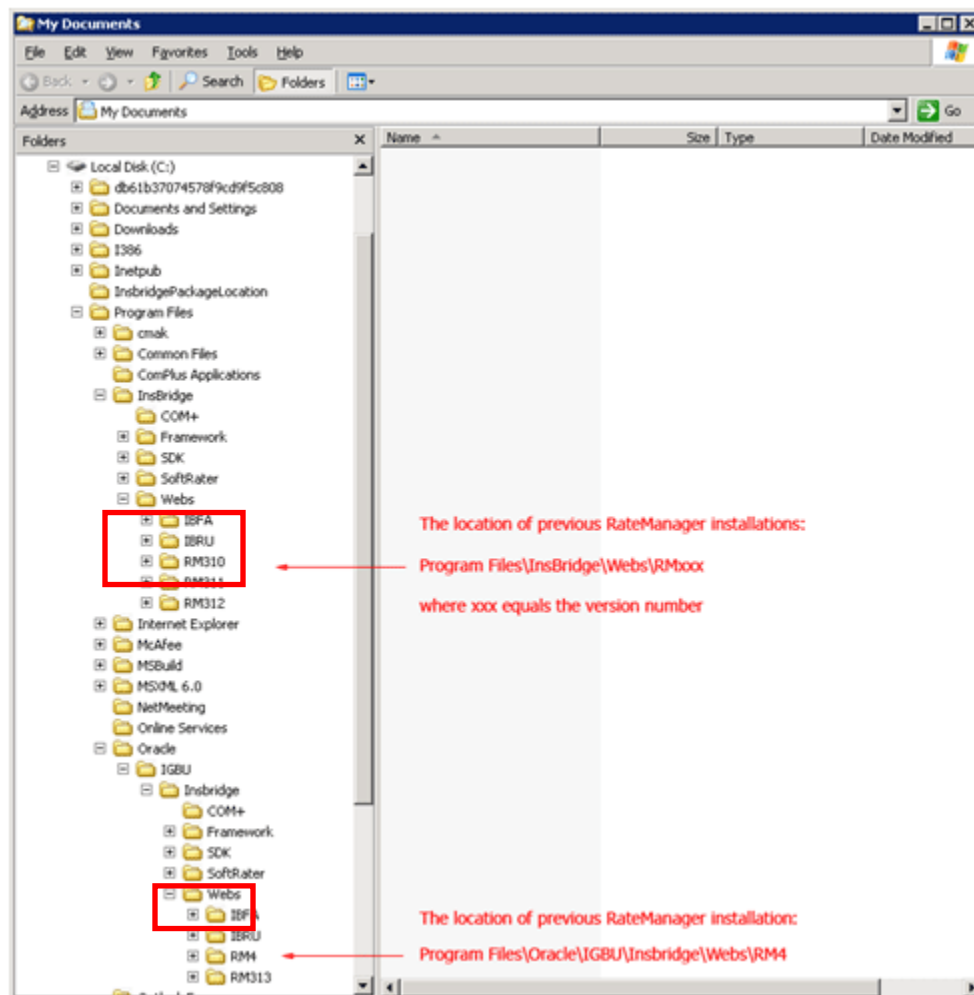 My Documents
File Edit View Favorites Tools Help
Back Search Folders
Address My Documents Go
Folders Name Size Type Date Modified
Local Disk (C:)
db61b37074578f9cd9f5c808
Documents and Settings
Downloads
I386
Inetpub
InsbridgePackageLocation
Program Files
cmak
Common Files
ComPlus Applications
InsBridge
COM+
Framework
SDK
SoftRater
Webs
IBFA
The location of previous RateManager installations:
IBRU
RM310
Program Files\InsBridge\Webs\RMxxx
RM311
RM312
where xxx equals the version number
Internet Explorer
McAfee
MSBuild
MSXML 6.0
NetMeeting
Online Services
Oracle
IGBU
Insbridge
COM+
Framework
SDK
SoftRater
Webs
IBFA
The location of previous RateManager installation:
IBRU
RM4
Program Files\Oracle\IGBU\Insbridge\Webs\RM4
RM313